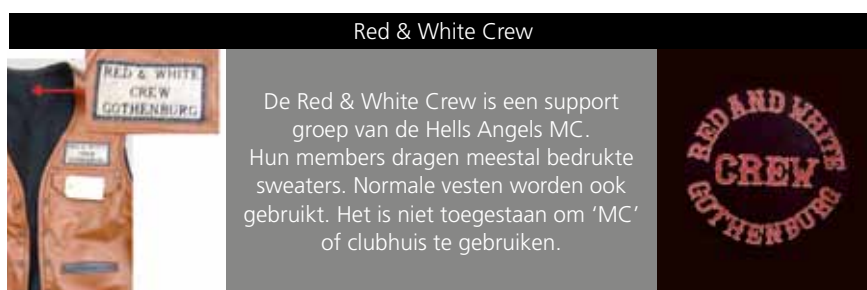 Red & White Crew
RED & WHITE
CREW
GOTHENBURG
De Red & White Crew is een support
groep van de Hells Angels MC.
Hun members dragen meestal bedrukte
sweaters. Normale vesten worden ook
gebruikt. Het is niet toegestaan om ‘MC’
of clubhuis te gebruiken.
RED AND WHITE
CREW
GOTHENBURG